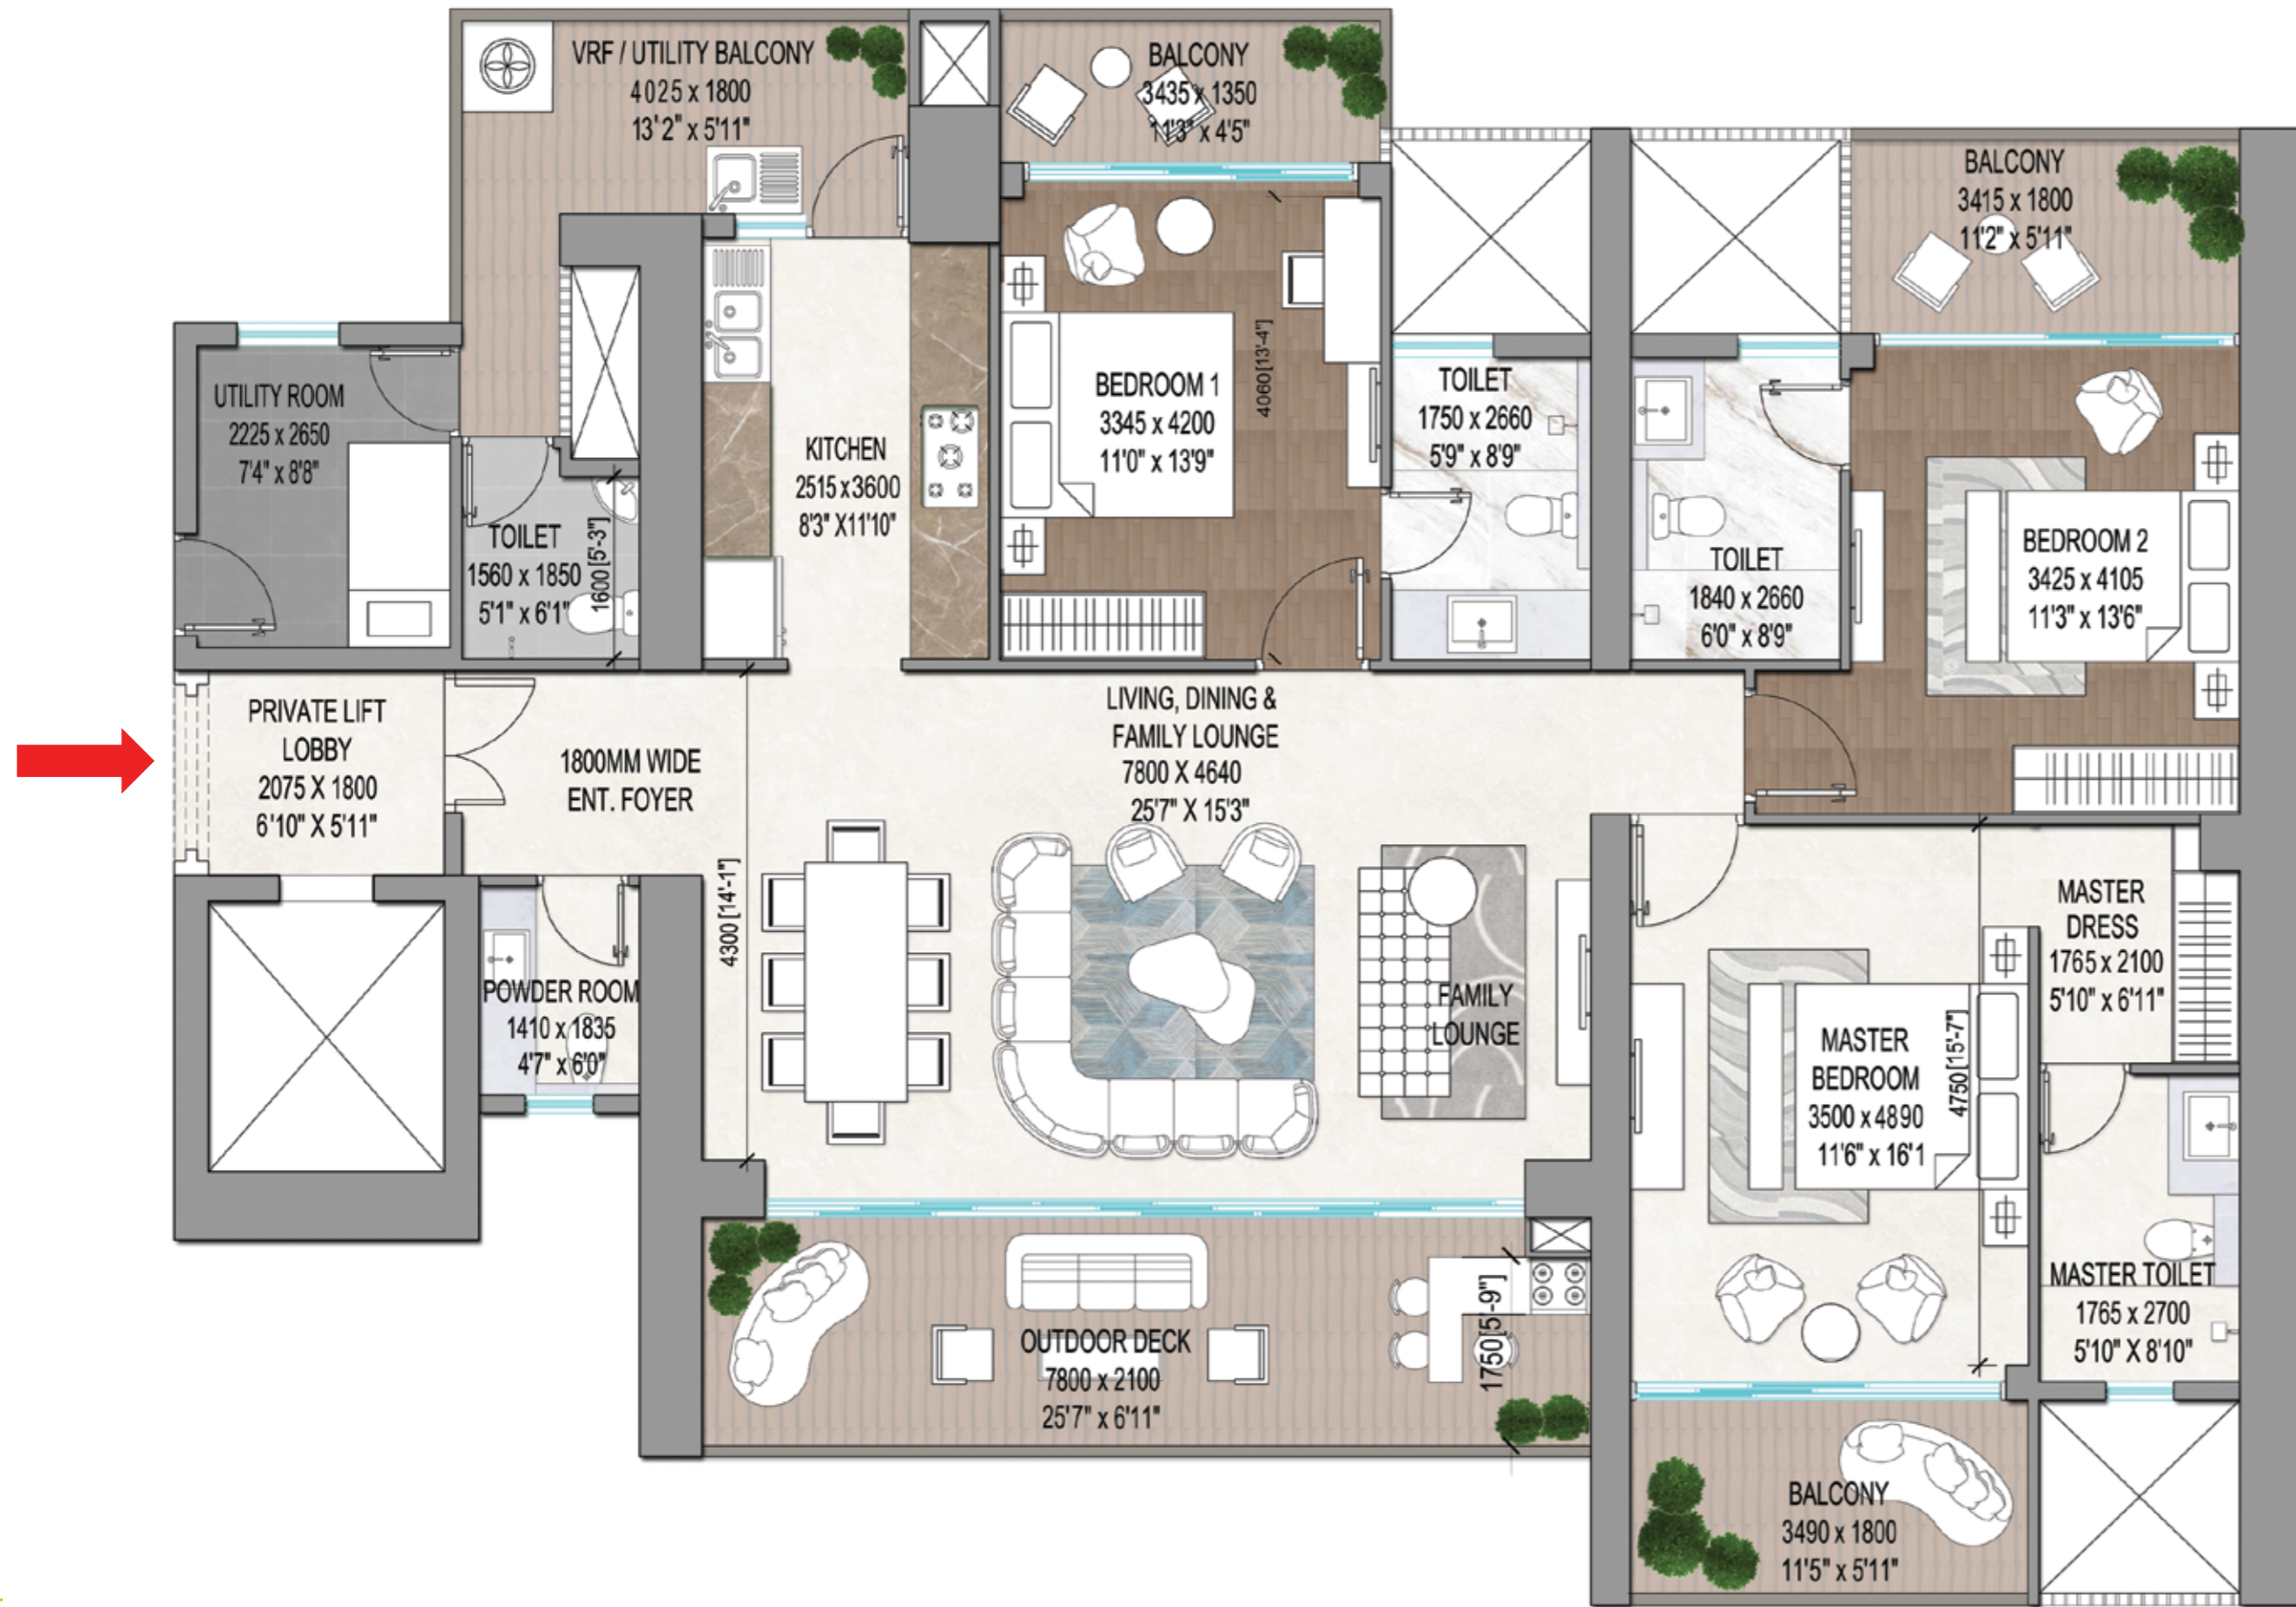 VRF / UTILITY BALCONY
4025 x 1800
13'2" x 5'11"
BALCONY
3435 x 1350
11'3" x 4'5"
BALCONY
3415 x 1800
11'2" x 5'11"
UTILITY ROOM
2225 x 2650
7'4" x 8'8"
TOILET
1560 x 1850
5'1" x 6'1"
1600 [5'-3"]
KITCHEN
2515 x 3600
8'3" X11'10"
BEDROOM 1
3345 x 4200
11'0" x 13'9"
4060 [13'-4"]
TOILET
1750 x 2660
5'9" x 8'9"
TOILET
1840 x 2660
6'0" x 8'9"
BEDROOM 2
3425 x 4105
11'3" x 13'6"
PRIVATE LIFT
LOBBY
2075 X 1800
6'10" X 5'11"
1800MM WIDE
ENT. FOYER
LIVING, DINING &
FAMILY LOUNGE
7800 X 4640
25'7" X 15'3"
4300 [14'-1"]
POWDER ROOM
1410 x 1835
4'7" x 6'0"
FAMILY
LOUNGE
MASTER
BEDROOM
3500 x 4890
11'6" x 16'1
4750 [15'-7"]
MASTER
DRESS
1765 x 2100
5'10" x 6'11"
MASTER TOILET
1765 x 2700
5'10" X 8'10"
OUTDOOR DECK
7800 x 2100
25'7" x 6'11"
1750 [5'-9"]
BALCONY
3490 x 1800
11'5" x 5'11"